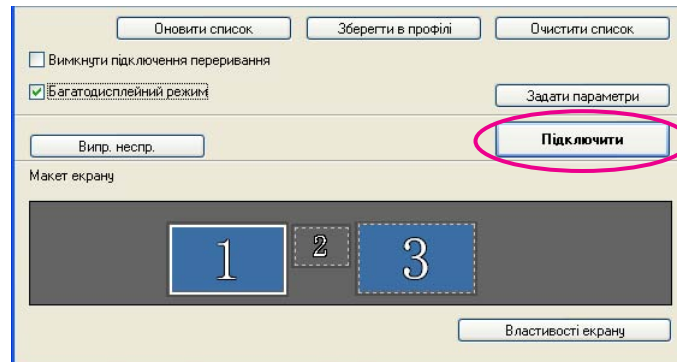 Оновити список Зберегти в профілі Очистити список
Вимкнути підключення переривання
Багатодисплейний режим
Задати параметри
Випр. неспр. Підключити
Макет екрану
1 2 3
Властивості екрану